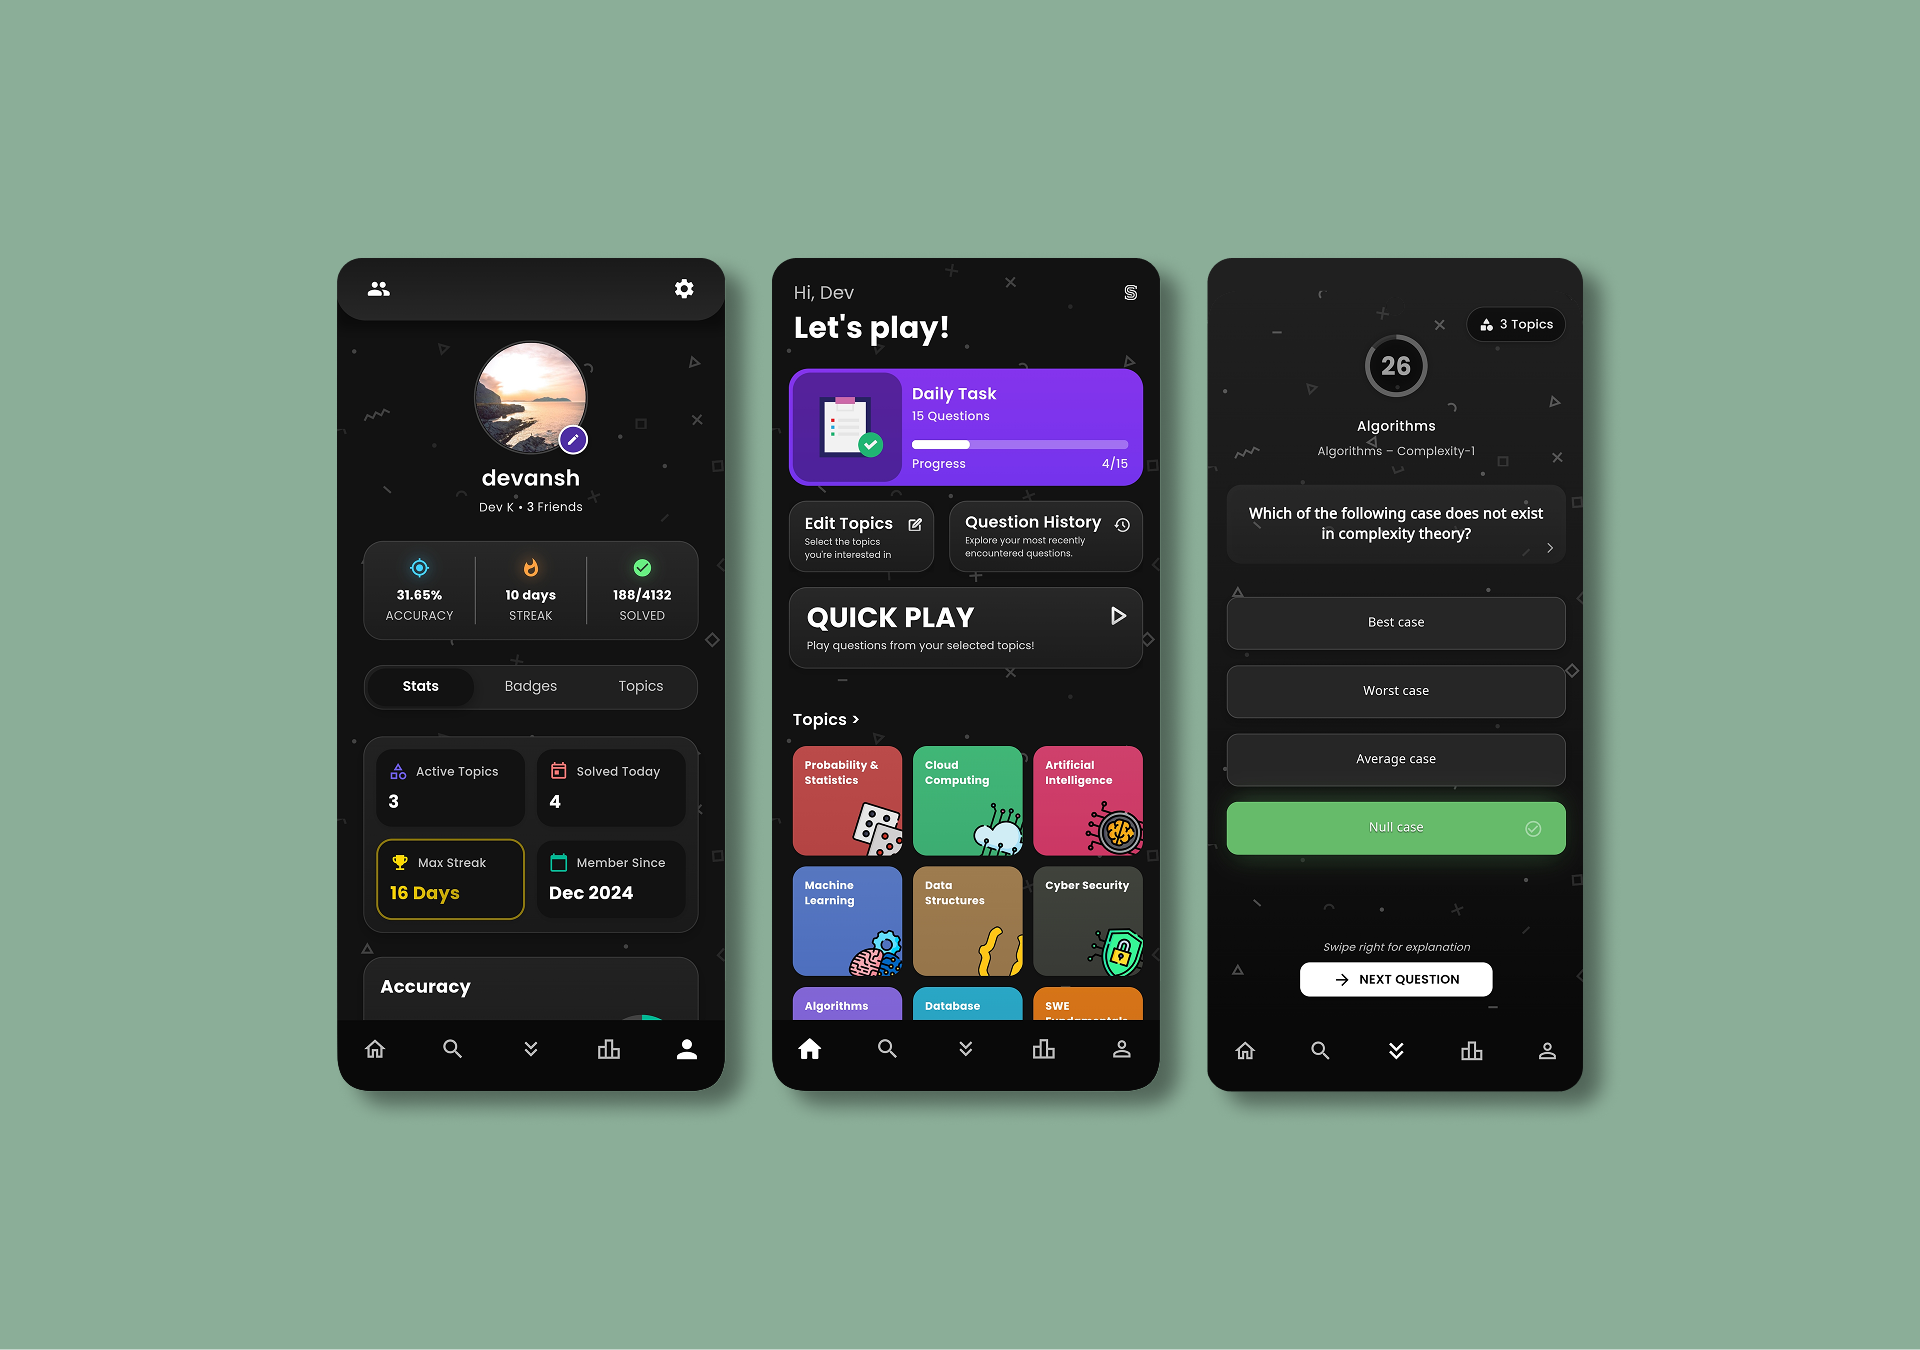 devansh
Dev K • 3 Friends
31.65%
ACCURACY
10 days
STREAK
188/4132
SOLVED
Stats
Badges
Topics
Active Topics
3
Solved Today
4
Max Streak
16 Days
Member Since
Dec 2024
Accuracy
Hi, Dev
Let's play!
Daily Task
15 Questions
Progress
4/15
Edit Topics
Select the topics
you're interested in
Question History
Explore your most recently
encountered questions.
QUICK PLAY
Play questions from your selected topics!
Topics >
Probability &
Statistics
Cloud
Computing
Artificial
Intelligence
Machine
Learning
Data
Structures
Cyber Security
Algorithms
Database
SWE
Fundamentals
3 Topics
26
Algorithms
Algorithms – Complexity-1
Which of the following case does not exist
in complexity theory?
Best case
Worst case
Average case
Null case
Swipe right for explanation
NEXT QUESTION